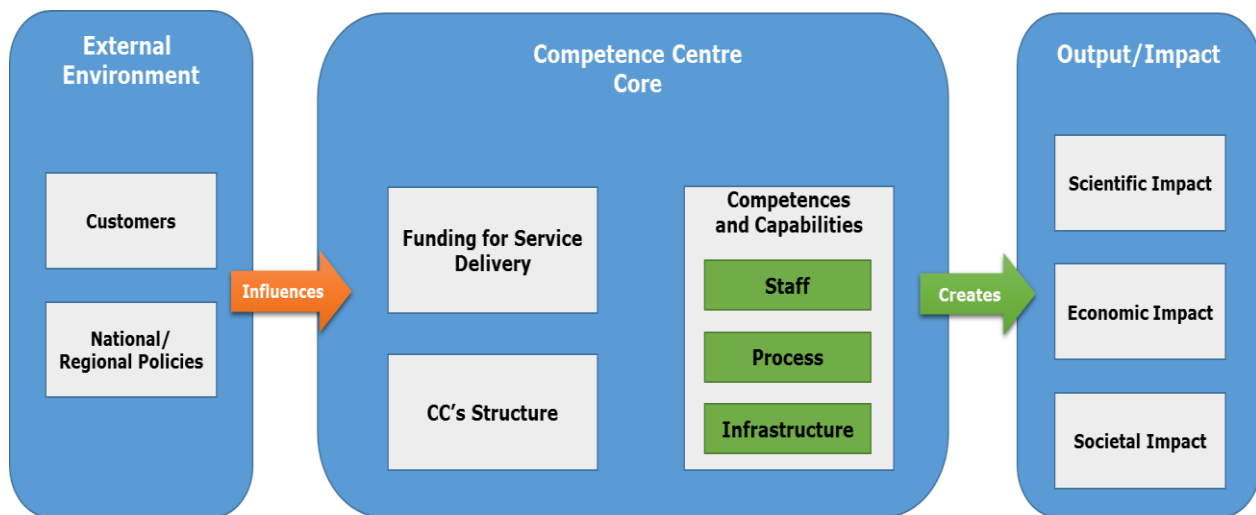 External
Environment
Customers
National/
Regional Policies
Influences
Competence Centre
Core
Funding for Service
Delivery
CC's Structure
Competences
and Capabilities
Staff
Process
Infrastructure
Creates
Output/Impact
Scientific Impact
Economic Impact
Societal Impact